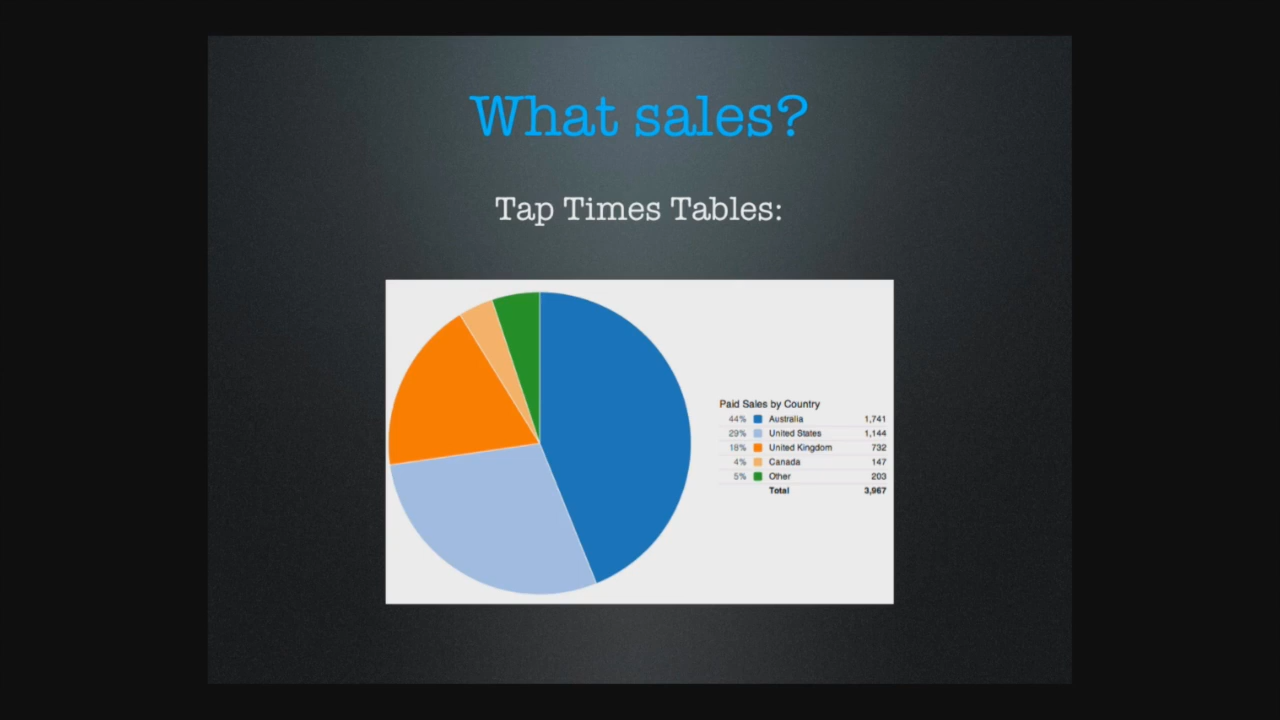 What sales?
Tap Times Tables:
Paid Sales by Country
44% Australia 1,741
29% United States 1,144
18% United Kingdom 732
4% Canada 147
5% Other 203
Total 3,967